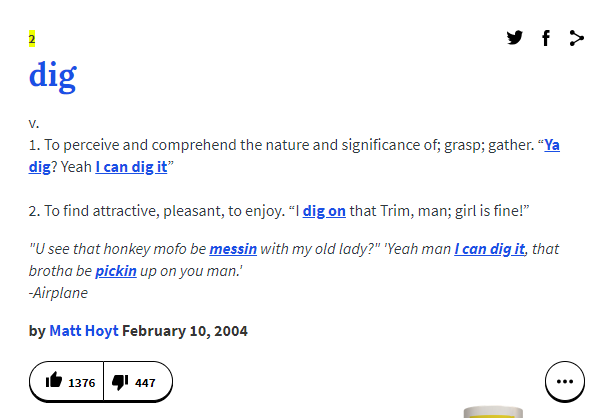 2
dig
v.
1. To perceive and comprehend the nature and significance of; grasp; gather. “Ya
dig? Yeah I can dig it”
2. To find attractive, pleasant, to enjoy. “I dig on that Trim, man; girl is fine!”
"U see that honkey mofo be messin with my old lady?" 'Yeah man I can dig it, that
brotha be pickin up on you man.'
-Airplane
by Matt Hoyt February 10, 2004
1376 447